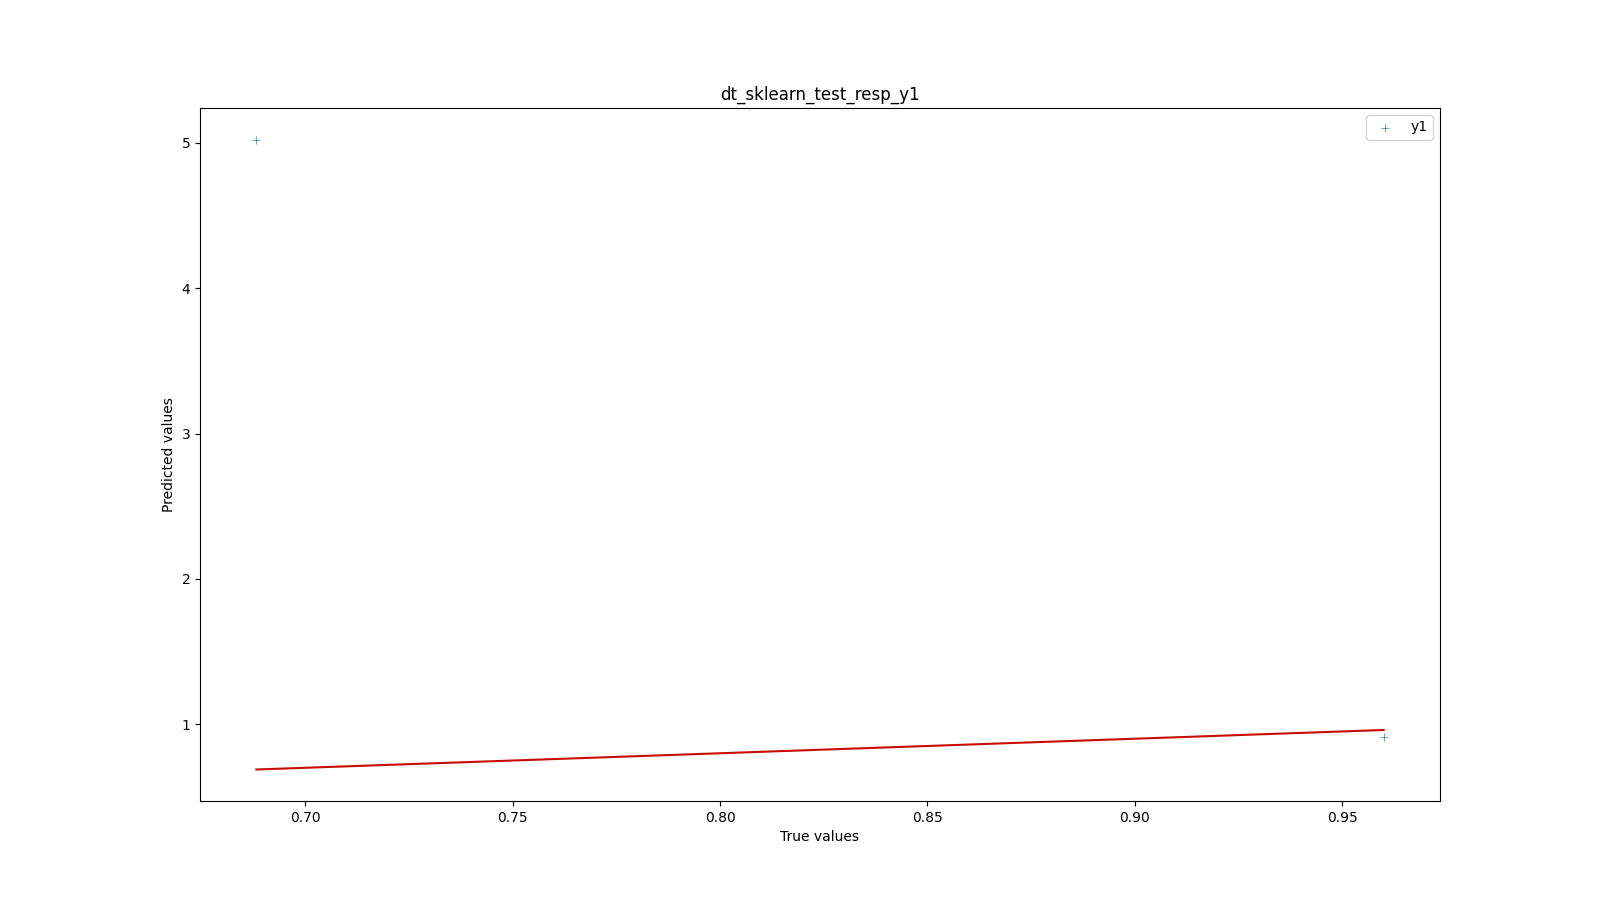 dt_sklearn_test_resp_y1
y1
5
4
3
2
1
Predicted values
0.70 0.75 0.80 0.85 0.90 0.95
True values